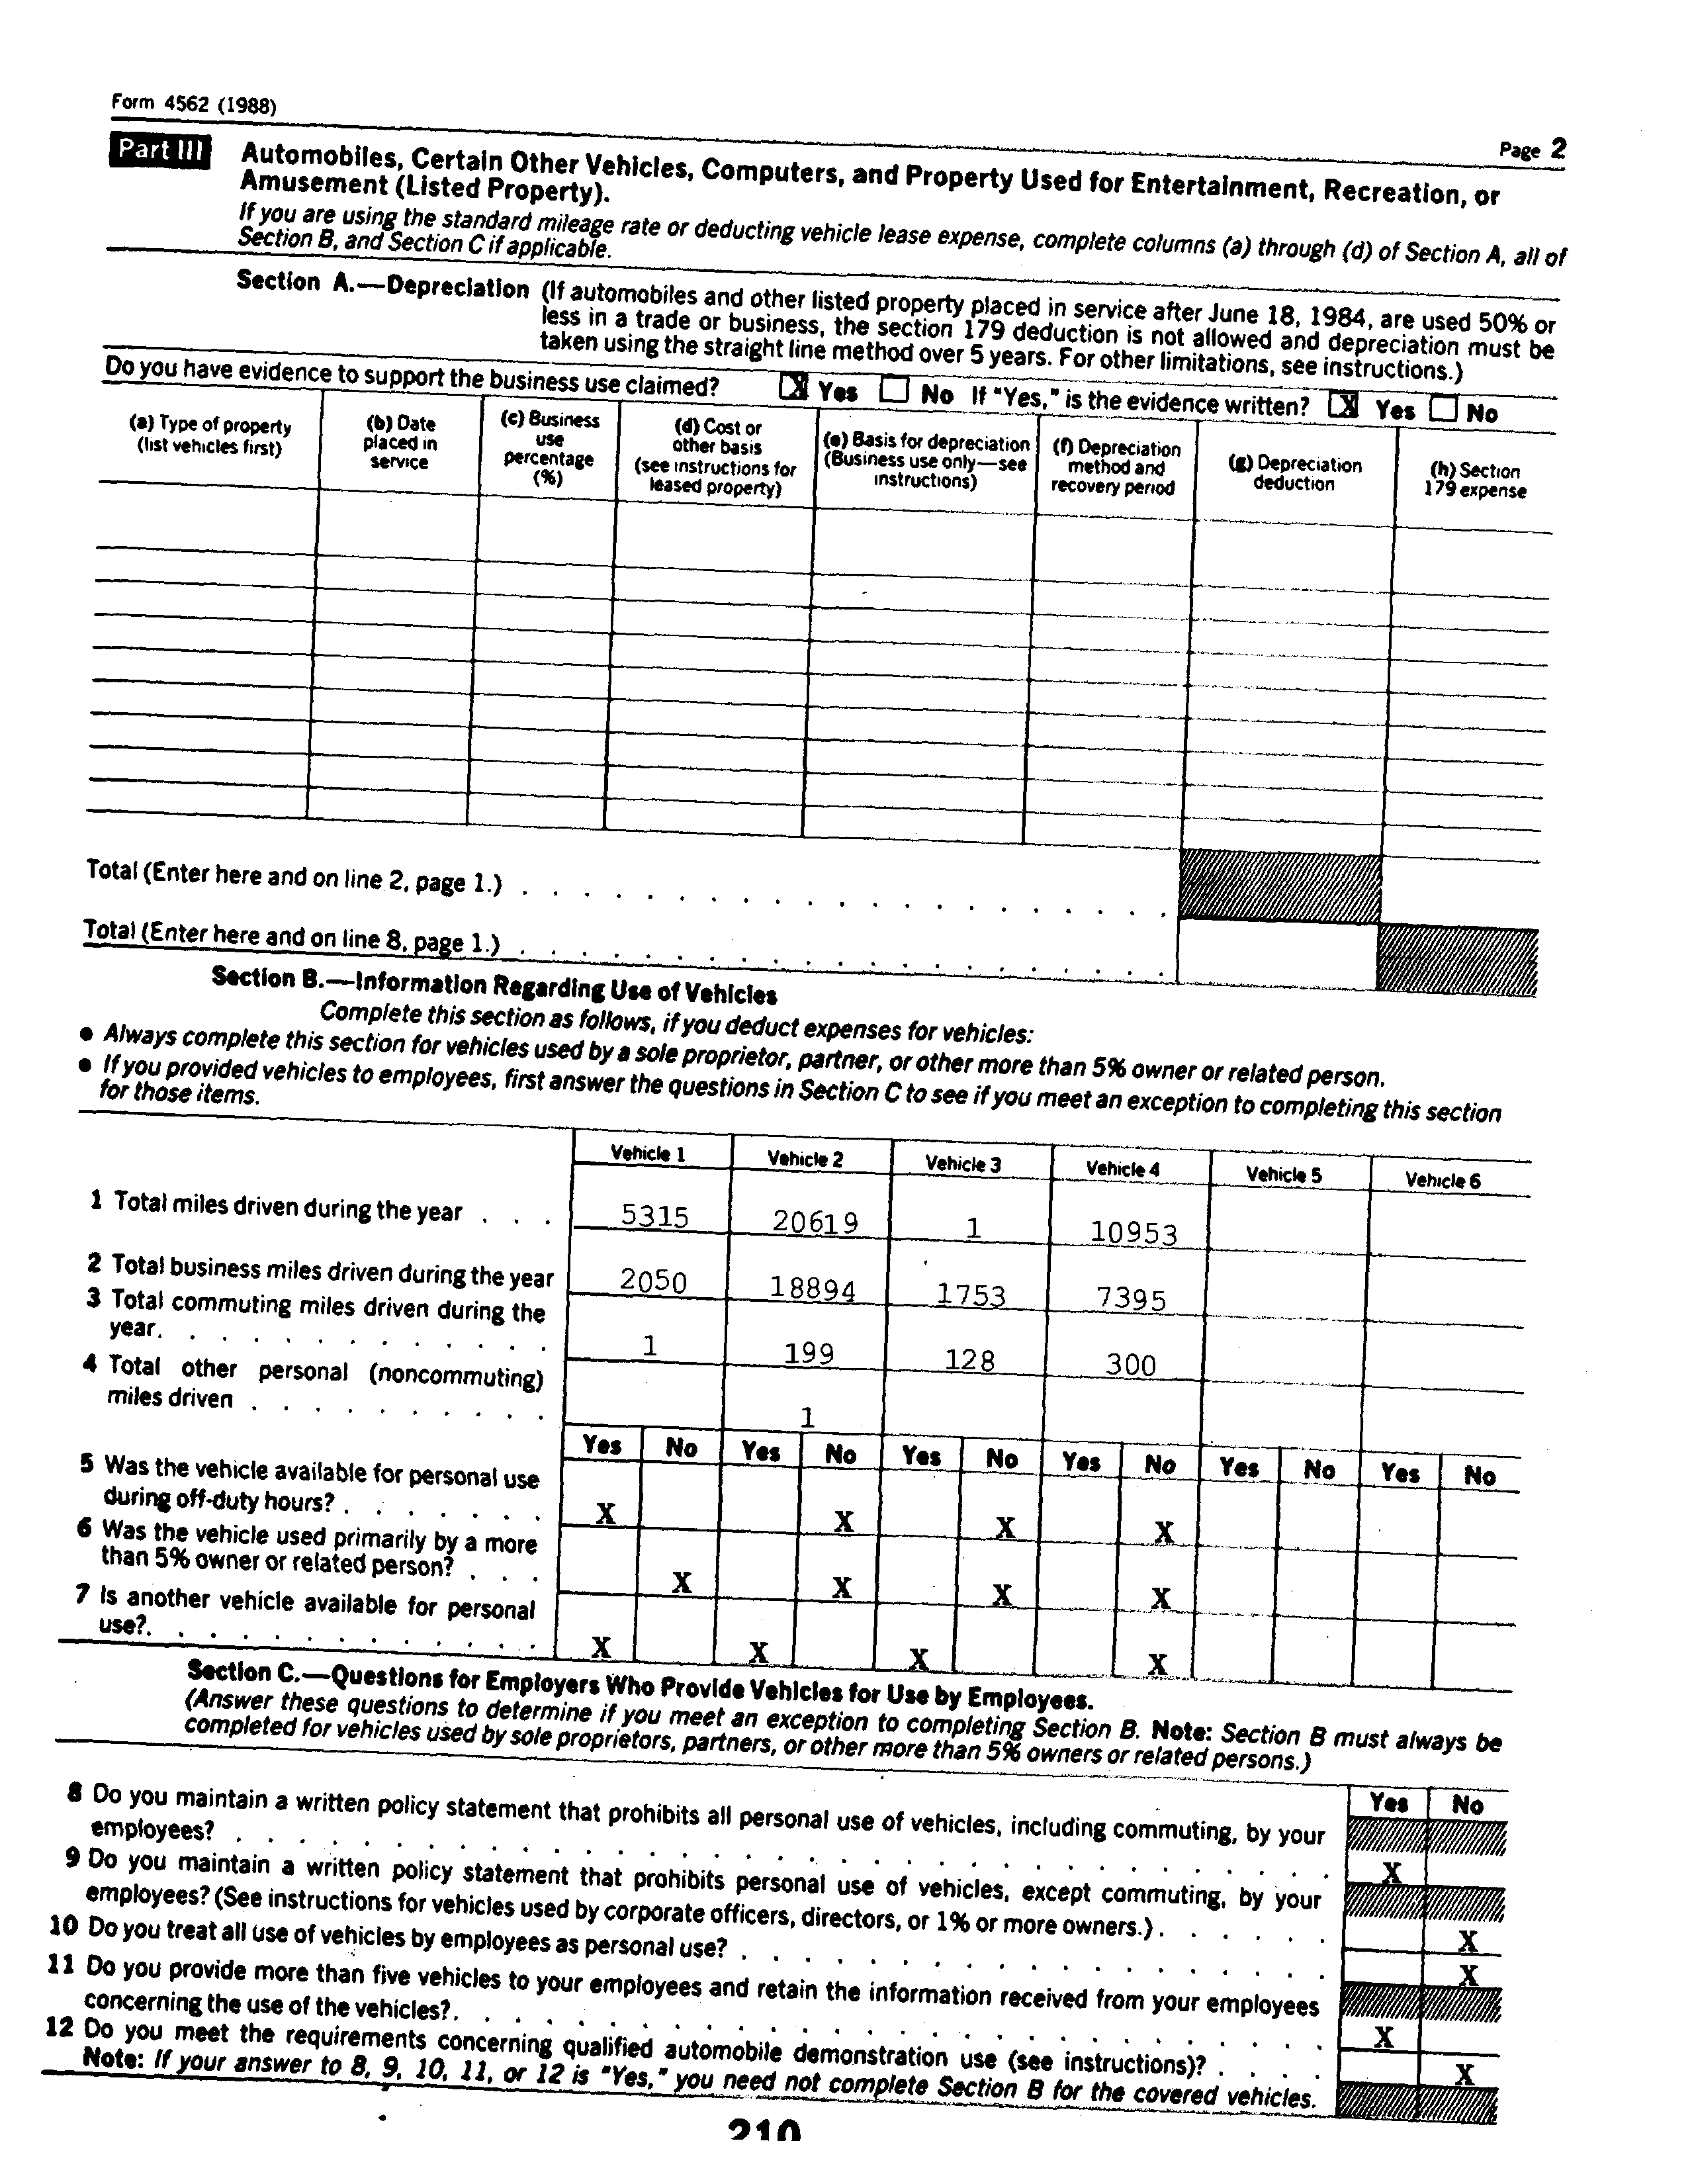 Form 4562 (1988)
Page 2
Part III
Automobiles, Certain Other Vehicles, Computers, and Property Used for Entertainment, Recreation, or
Amusement (Listed Property).
If you are using the standard mileage rate or deducting vehicle lease expense, complete columns (a) through (d) of Section A, all of
Section B, and Section C if applicable.
Section A.—Depreciation (If automobiles and other listed property placed in service after June 18, 1984, are used 50% or
less in a trade or business, the section 179 deduction is not allowed and depreciation must be
taken using the straight line method over 5 years. For other limitations, see instructions.)
Do you have evidence to support the business use claimed? X Yes No If "Yes," is the evidence written? X Yes No
(a) Type of property
(list vehicles first)
(b) Date
placed in
service
(c) Business
use
percentage
(%)
(d) Cost or
other basis
(see instructions for
leased property)
(e) Basis for depreciation
(Business use only—see
instructions)
(f) Depreciation
method and
recovery period
(g) Depreciation
deduction
(h) Section
179 expense
Total (Enter here and on line 2, page 1.) . . . . . . . . . . . . . . . . . . . . . .
Total (Enter here and on line 8, page 1.) . . . . . . . . . . . . . . . . . . . . . .
Section B.—Information Regarding Use of Vehicles
Complete this section as follows, if you deduct expenses for vehicles:
● Always complete this section for vehicles used by a sole proprietor, partner, or other more than 5% owner or related person.
● If you provided vehicles to employees, first answer the questions in Section C to see if you meet an exception to completing this section
for those items.
Vehicle 1 Vehicle 2 Vehicle 3 Vehicle 4 Vehicle 5 Vehicle 6
1 Total miles driven during the year . . . 5315 20619 1 10953
2 Total business miles driven during the year 2050 18894 1753 7395
3 Total commuting miles driven during the
year. . . . . . . . . . . . . 1 199 128 300
4 Total other personal (noncommuting)
miles driven . . . . . . . . . . 1
Yes No Yes No Yes No Yes No Yes No Yes No
5 Was the vehicle available for personal use
during off-duty hours? . . . . . . . X X X X
6 Was the vehicle used primarily by a more
than 5% owner or related person? . . . X X X X
7 Is another vehicle available for personal
use?. . . . . . . . . . . . . X X X X
Section C.—Questions for Employers Who Provide Vehicles for Use by Employees.
(Answer these questions to determine if you meet an exception to completing Section B. Note: Section B must always be
completed for vehicles used by sole proprietors, partners, or other more than 5% owners or related persons.)
Yes No
8 Do you maintain a written policy statement that prohibits all personal use of vehicles, including commuting, by your
employees? . . . . . . . . . . . . . . . . . . . . . . . . . . . . . . . . . . X
9 Do you maintain a written policy statement that prohibits personal use of vehicles, except commuting, by your
employees? (See instructions for vehicles used by corporate officers, directors, or 1% or more owners.) . . . . . . X
10 Do you treat all use of vehicles by employees as personal use? . . . . . . . . . . . . . . . . . . X
11 Do you provide more than five vehicles to your employees and retain the information received from your employees
concerning the use of the vehicles?. . . . . . . . . . . . . . . . . . . . . . . . . . . . X
12 Do you meet the requirements concerning qualified automobile demonstration use (see instructions)? . . . . X
Note: If your answer to 8, 9, 10, 11, or 12 is "Yes," you need not complete Section B for the covered vehicles.
210